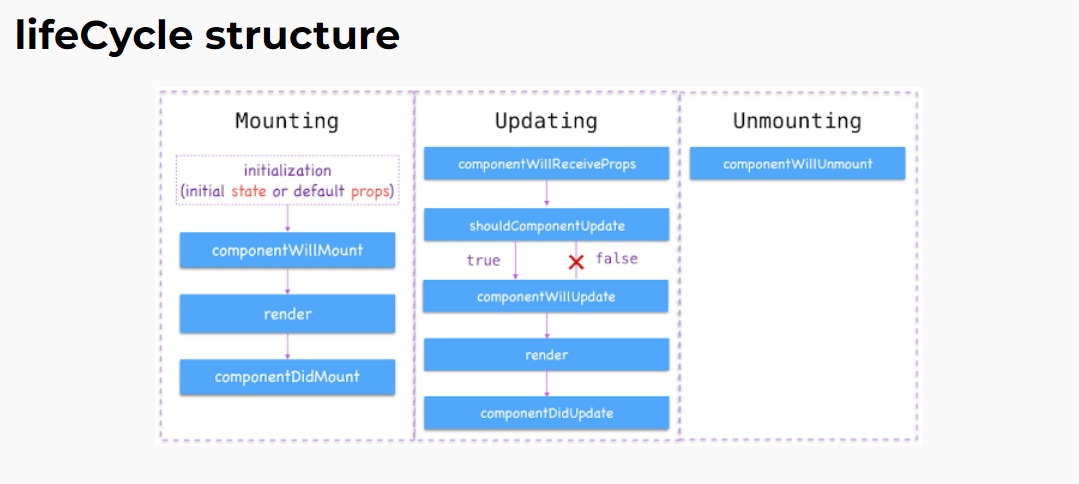 lifeCycle structure
Mounting
initialization
(initial state or default props)
componentWillMount
render
componentDidMount
Updating
componentWillReceiveProps
shouldComponentUpdate
true
false
componentWillUpdate
render
componentDidUpdate
Unmounting
componentWillUnmount